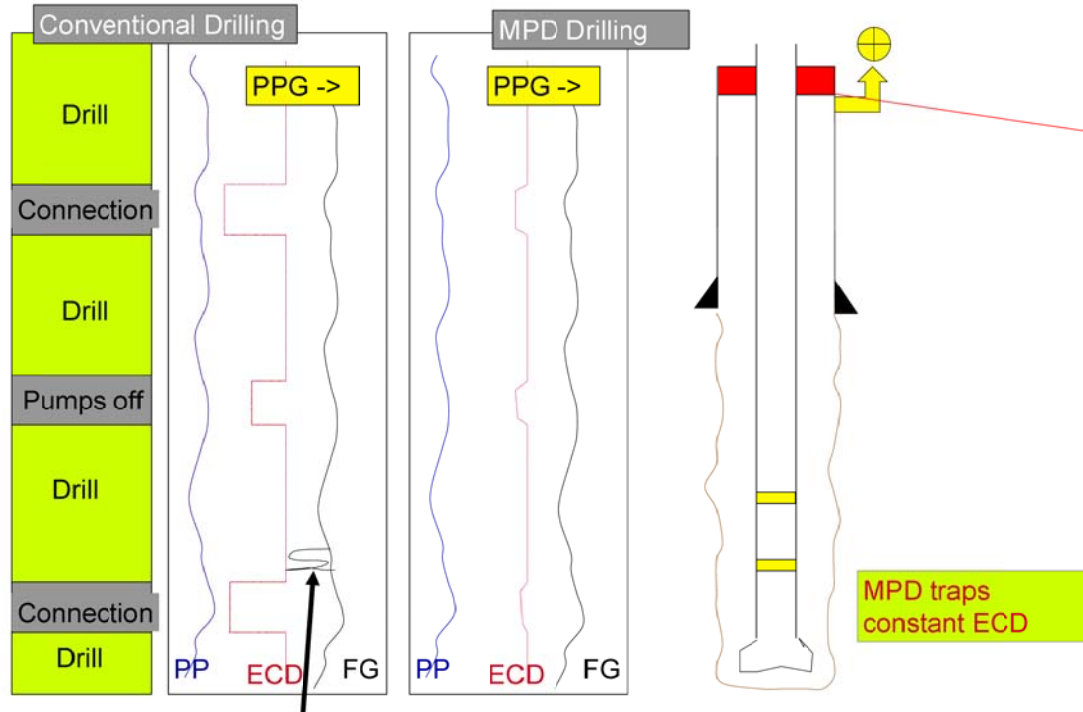 Conventional Drilling
MPD Drilling
PPG ->
PPG ->
Drill
Connection
Drill
Pumps off
Drill
Connection
Drill
PP
ECD
FG
PP
ECD
FG
MPD traps
constant ECD